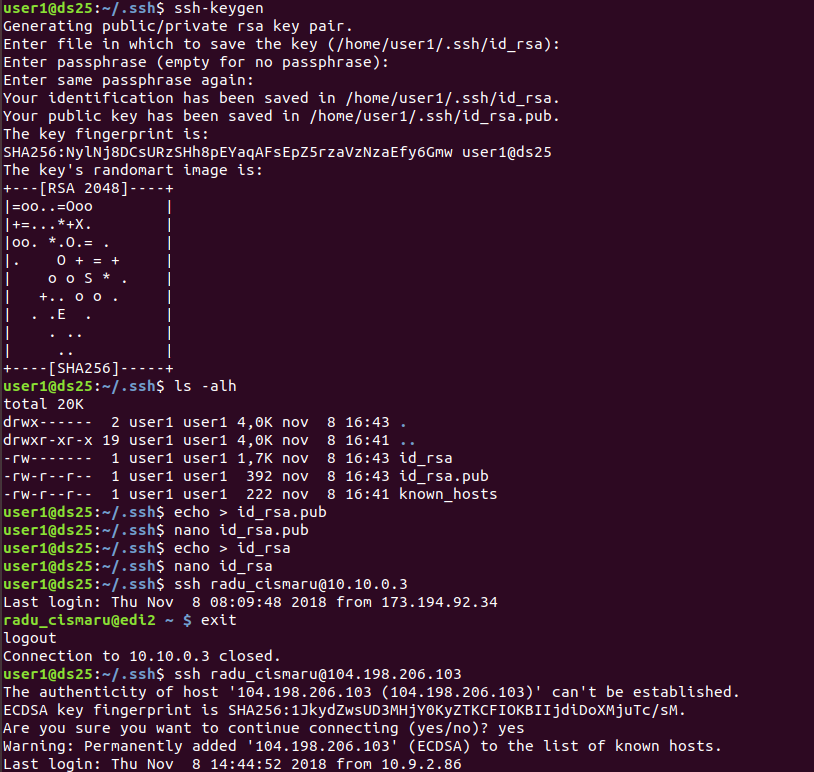 user1@ds25:~/.ssh$ ssh-keygen
Generating public/private rsa key pair.
Enter file in which to save the key (/home/user1/.ssh/id_rsa):
Enter passphrase (empty for no passphrase):
Enter same passphrase again:
Your identification has been saved in /home/user1/.ssh/id_rsa.
Your public key has been saved in /home/user1/.ssh/id_rsa.pub.
The key fingerprint is:
SHA256:NylNj8DCsURzSHh8pEYaqAFsEpZ5rzaVzNzaEfy6Gmw user1@ds25
The key's randomart image is:
+---[RSA 2048]----+
|=oo..=Ooo        |
|+=...*+X.        |
|oo. *.O.= .      |
|.    O + = +     |
|    o o S * .    |
|   +.. o o .     |
|  . .E  .        |
|    . ..         |
|     ..          |
+----[SHA256]-----+
user1@ds25:~/.ssh$ ls -alh
total 20K
drwx------  2 user1 user1 4,0K nov  8 16:43 .
drwxr-xr-x 19 user1 user1 4,0K nov  8 16:41 ..
-rw-------  1 user1 user1 1,7K nov  8 16:43 id_rsa
-rw-r--r--  1 user1 user1  392 nov  8 16:43 id_rsa.pub
-rw-r--r--  1 user1 user1  222 nov  8 16:41 known_hosts
user1@ds25:~/.ssh$ echo > id_rsa.pub
user1@ds25:~/.ssh$ nano id_rsa.pub
user1@ds25:~/.ssh$ echo > id_rsa
user1@ds25:~/.ssh$ nano id_rsa
user1@ds25:~/.ssh$ ssh radu_cismaru@10.10.0.3
Last login: Thu Nov  8 08:09:48 2018 from 173.194.92.34
radu_cismaru@edi2 ~ $ exit
logout
Connection to 10.10.0.3 closed.
user1@ds25:~/.ssh$ ssh radu_cismaru@104.198.206.103
The authenticity of host '104.198.206.103 (104.198.206.103)' can't be established.
ECDSA key fingerprint is SHA256:1JkydZwsUD3MHjY0KyZTKCFIOKBIIjdiDoXMjuTc/sM.
Are you sure you want to continue connecting (yes/no)? yes
Warning: Permanently added '104.198.206.103' (ECDSA) to the list of known hosts.
Last login: Thu Nov  8 14:44:52 2018 from 10.9.2.86